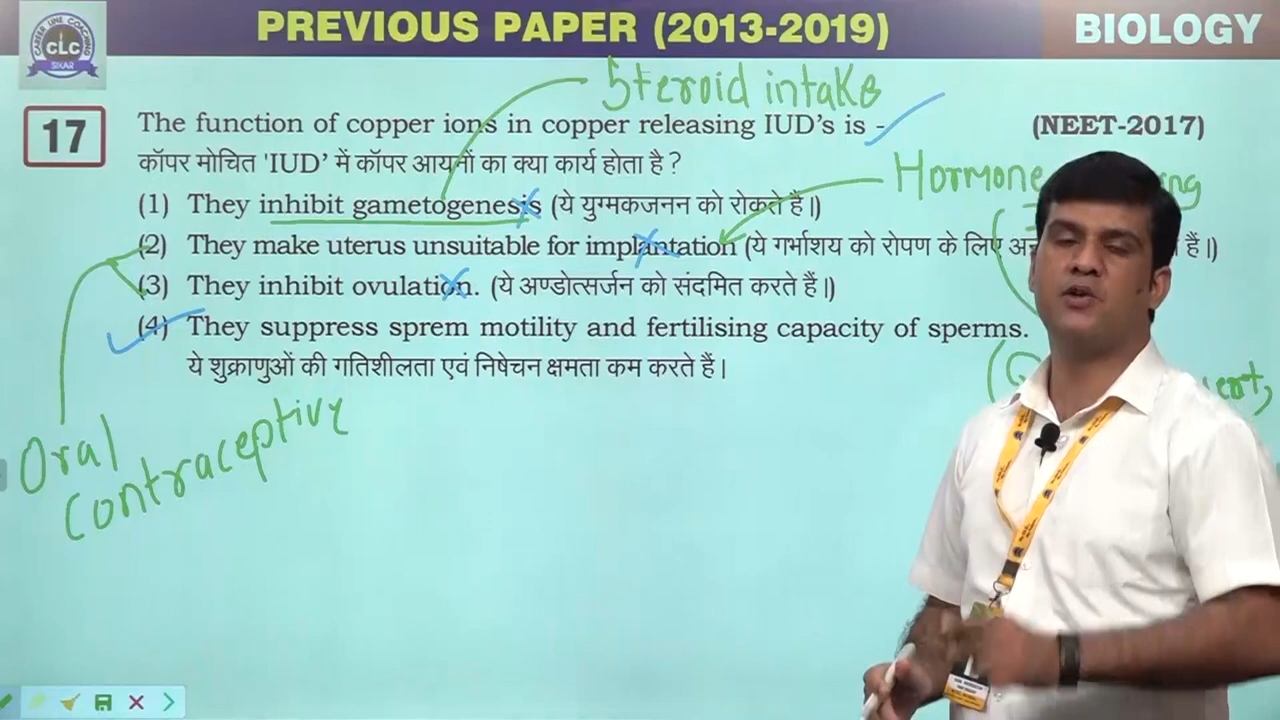 CAREER LINE COACHING
CLC
SIKAR
PREVIOUS PAPER (2013-2019)
BIOLOGY
Steroid intake
17
The function of copper ions in copper releasing IUD's is -
(NEET-2017)
कॉपर मोचित 'IUD' में कॉपर आयनों का क्या कार्य होता है ?
Hormone
(1) They inhibit gametogenesis (ये युग्मकजनन को रोकते है।)
(2) They make uterus unsuitable for implantation (ये गर्भाशय को रोपण के लिए हैं।)
(3) They inhibit ovulation. (ये अण्डोत्सर्जन को संदमित करते हैं।)
(4) They suppress sprem motility and fertilising capacity of sperms.
ये शुक्राणुओं की गतिशीलता एवं निषेचन क्षमता कम करते हैं।
Oral
Contraceptive